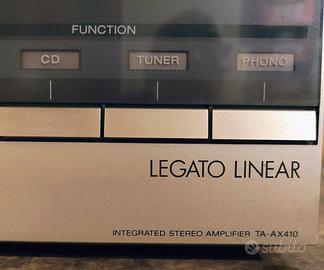 FUNCTION
CD TUNER PHONO
LEGATO LINEAR
INTEGRATED STEREO AMPLIFIER TA-AX410
subito